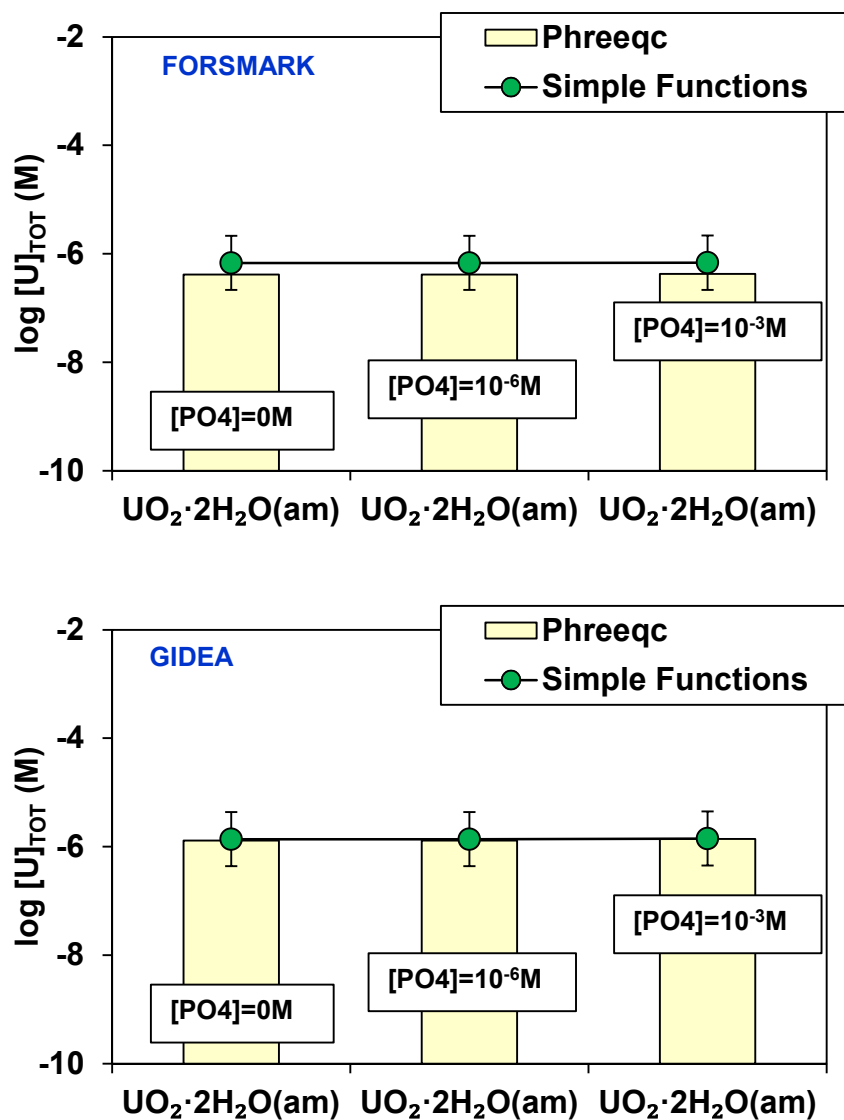 Phreeqc
Simple Functions
FORSMARK
-2
-4
-6
-8
-10
log [U]TOT (M)
[PO4]=0M
[PO4]=10-6M
[PO4]=10-3M
UO₂·2H₂O(am) UO₂·2H₂O(am) UO₂·2H₂O(am)
Phreeqc
Simple Functions
GIDEA
-2
-4
-6
-8
-10
log [U]TOT (M)
[PO4]=0M
[PO4]=10-6M
[PO4]=10-3M
UO₂·2H₂O(am) UO₂·2H₂O(am) UO₂·2H₂O(am)